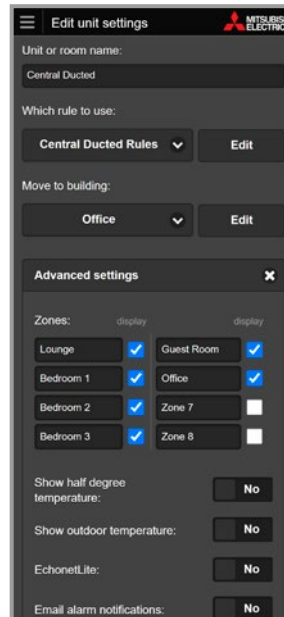 Edit unit settings
MITSUBIS
ELECTRIC
Unit or room name:
Central Ducted
Which rule to use:
Central Ducted Rules
Edit
Move to building:
Office
Edit
Advanced settings
Zones:
display
display
Lounge
Guest Room
Bedroom 1
Office
Bedroom 2
Zone 7
Bedroom 3
Zone 8
Show half degree
temperature:
No
Show outdoor temperature:
No
EchonetLite:
No
Email alarm notifications:
No